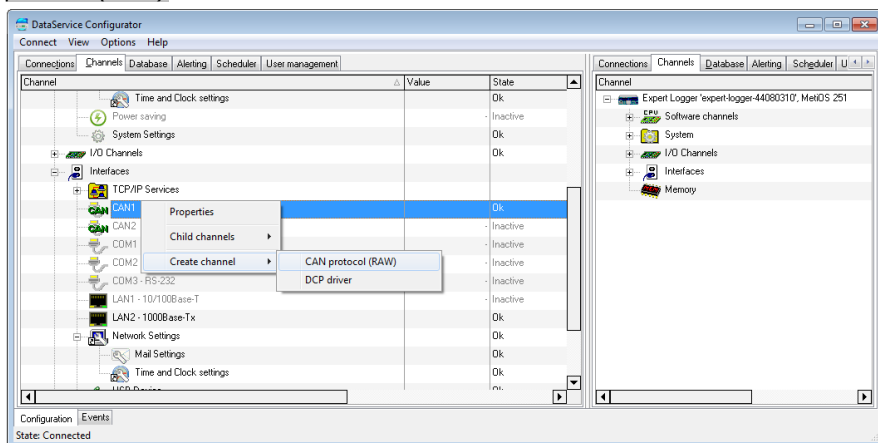 DataService Configurator
Connect View Options Help
Connections Channels Database Alerting Scheduler User management
Channel Value State
Time and Clock settings Ok
Power saving - Inactive
System Settings Ok
I/O Channels Ok
Interfaces
TCP/IP Services
CAN1 Ok
CAN2 - Inactive
COM1 - Inactive
COM2 - Inactive
COM3 - RS-232 - Inactive
LAN1 - 10/100Base-T - Inactive
LAN2 - 1000Base-Tx Ok
Network Settings Ok
Mail Settings Ok
Time and Clock settings Ok
Properties
Child channels
Create channel
CAN protocol (RAW)
DCP driver
Connections Channels Database Alerting Scheduler U
Channel
Expert Logger 'expert-logger-44080310', MetiOS 251
Software channels
System
I/O Channels
Interfaces
Memory
Configuration Events
State: Connected